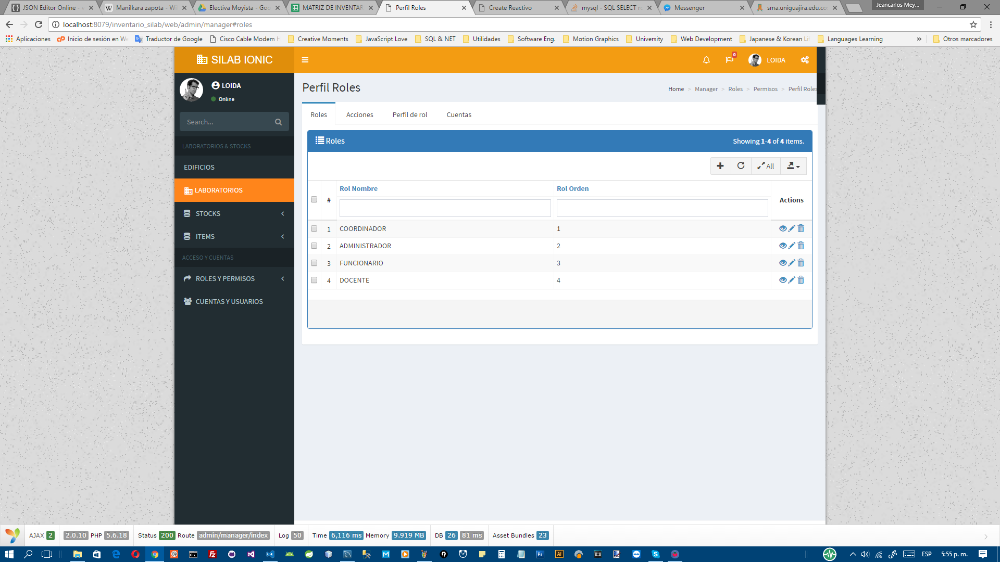 JSON Editor Online - v
Manilkara zapota - Wi
Electiva Moyista - Goo
MATRIZ DE INVENTAR
Perfil Roles
Create Reactivo
mysql - SQL SELECT ro
Messenger
sma.uniguajira.edu.co
Jeancarlos Mey...
localhost:8079/inventario_silab/web/admin/manager#roles
Aplicaciones
Inicio de sesión en We
Traductor de Google
Cisco Cable Modem H
Creative Moments
JavaScript Love
SQL & NET
Utilidades
Software Eng.
Motion Graphics
University
Web Development
Japanese & Korean Li
Languages Learning
»
Otros marcadores
SILAB IONIC
0
LOIDA
LOIDA
Online
Search...
LABORATORIOS & STOCKS
EDIFICIOS
LABORATORIOS
STOCKS
ITEMS
ACCESO Y CUENTAS
ROLES Y PERMISOS
CUENTAS Y USUARIOS
Perfil Roles
Home > Manager > Roles > Permisos > Perfil Roles
Roles Acciones Perfil de rol Cuentas
Roles
Showing 1-4 of 4 items.
All
# Rol Nombre Rol Orden Actions
1 COORDINADOR 1
2 ADMINISTRADOR 2
3 FUNCIONARIO 3
4 DOCENTE 4
AJAX 2 2.0.10 PHP 5.6.18 Status 200 Route admin/manager/index Log 50 Time 6,116 ms Memory 9.919 MB DB 26 81 ms Asset Bundles 23
ESP 5:55 p. m.